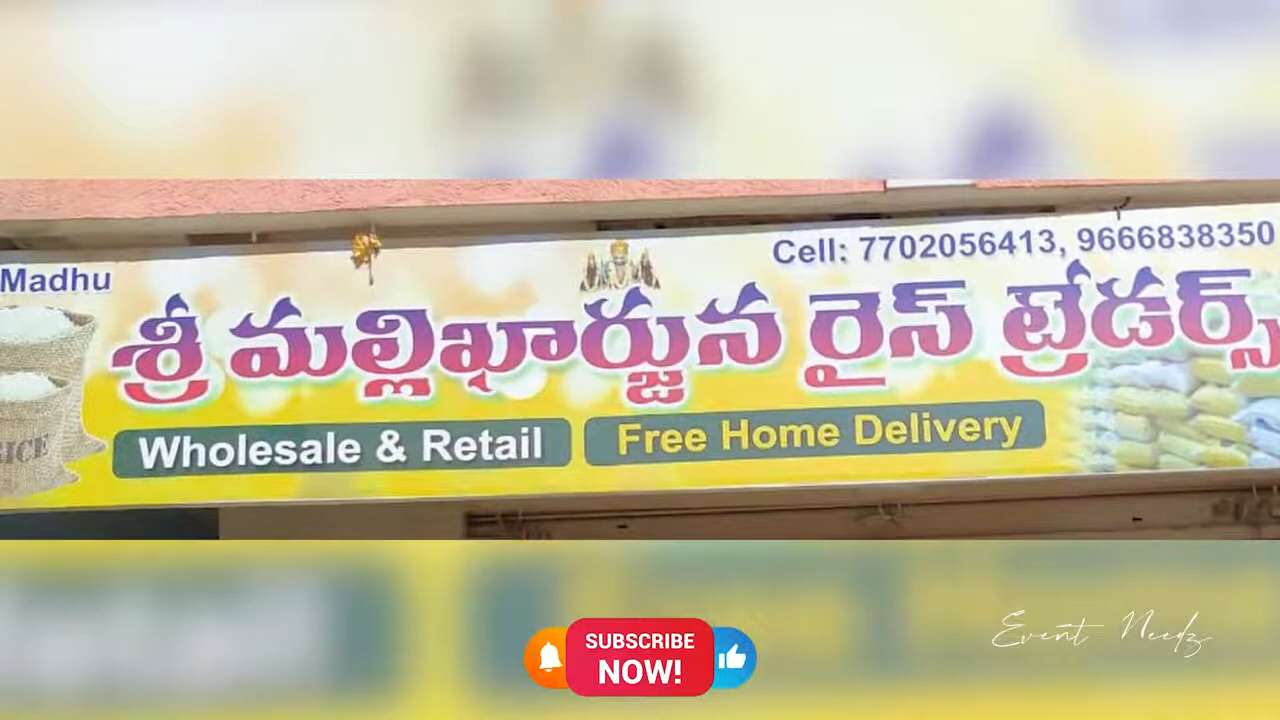 Madhu
Cell: 7702056413, 9666838350
శ్రీ మల్లిఖార్జున రైస్ ట్రేడర్స్
Wholesale & Retail
Free Home Delivery
RICE
SUBSCRIBE
NOW!
Event Needz